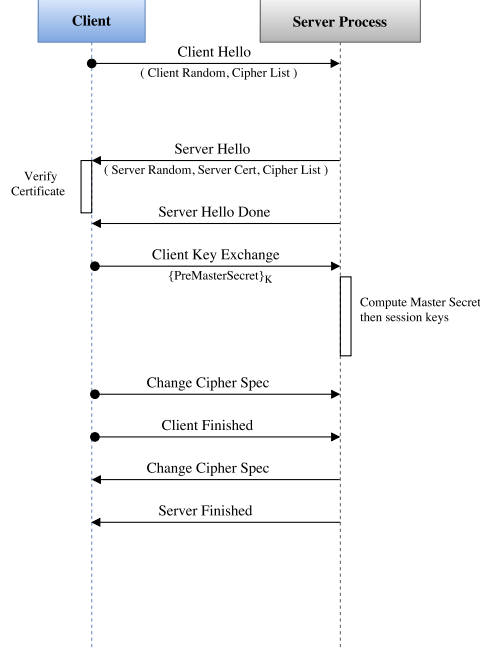 Client
Server Process
Client Hello
( Client Random, Cipher List )
Server Hello
( Server Random, Server Cert, Cipher List )
Verify
Certificate
Server Hello Done
Client Key Exchange
{PreMasterSecret}K
Compute Master Secret
then session keys
Change Cipher Spec
Client Finished
Change Cipher Spec
Server Finished